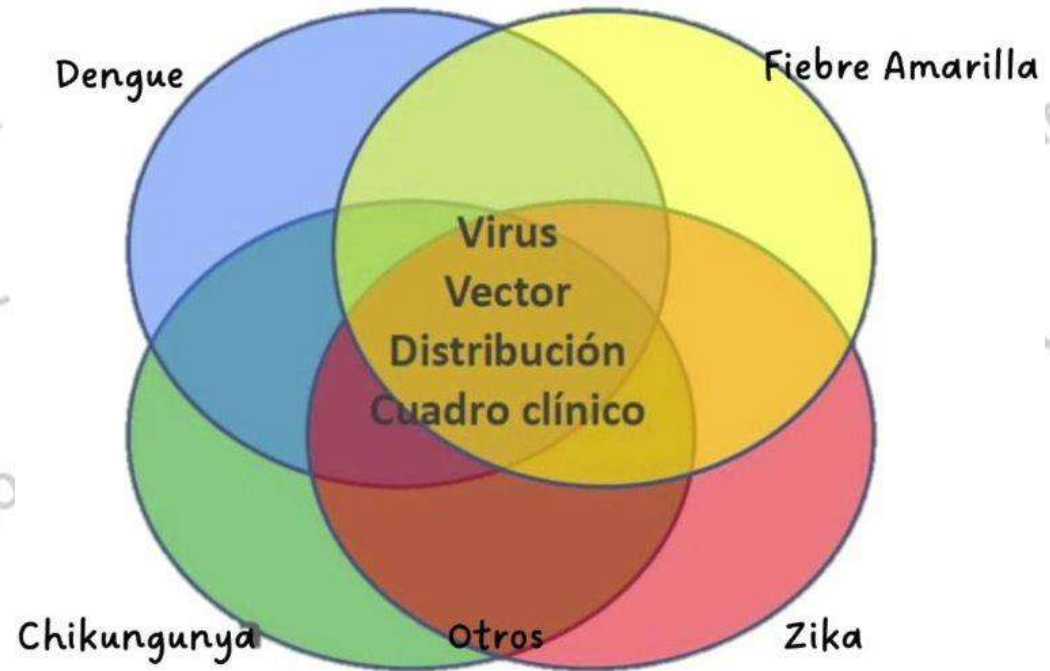 Dengue
Fiebre Amarilla
Virus
Vector
Distribución
Cuadro clínico
Chikungunya
Otros
Zika